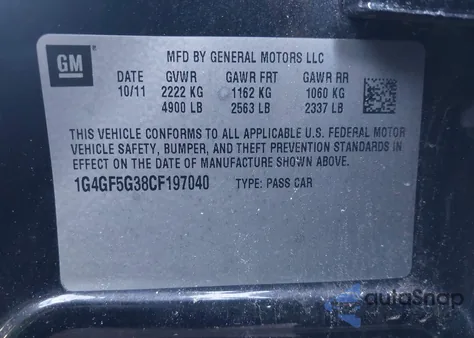 GM
MFD BY GENERAL MOTORS LLC
DATE GVWR GAWR FRT GAWR RR
10/11 2222 KG 1162 KG 1060 KG
4900 LB 2563 LB 2337 LB
THIS VEHICLE CONFORMS TO ALL APPLICABLE U.S. FEDERAL MOTOR
VEHICLE SAFETY, BUMPER, AND THEFT PREVENTION STANDARDS IN
EFFECT ON THE DATE OF MANUFACTURE SHOWN ABOVE.
1G4GF5G38CF197040 TYPE: PASS CAR
autoSnap